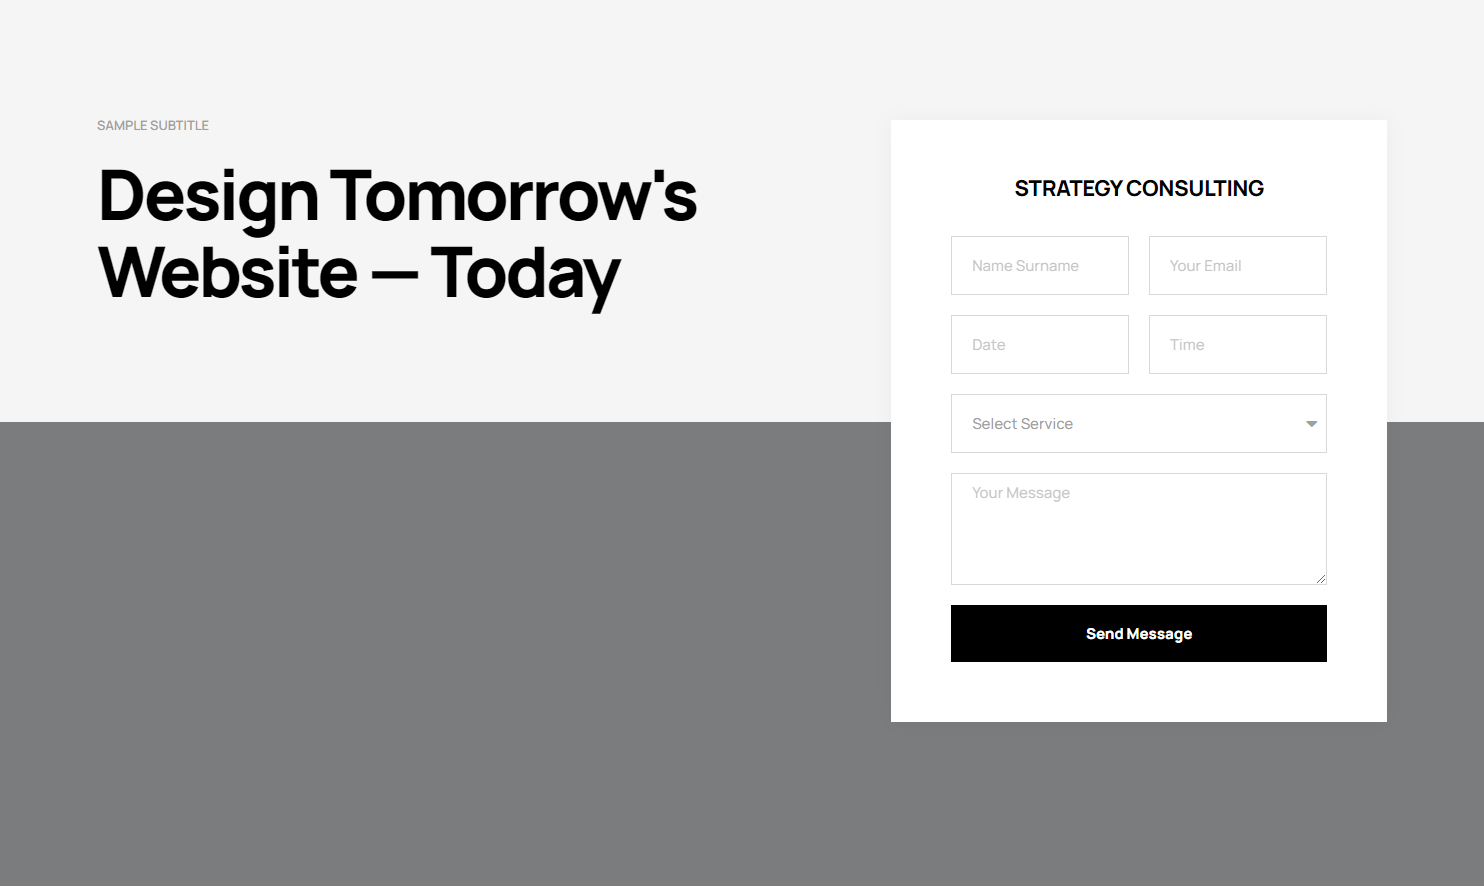 SAMPLE SUBTITLE
Design Tomorrow's
Website — Today
STRATEGY CONSULTING
Name Surname
Your Email
Date
Time
Select Service
Your Message
Send Message